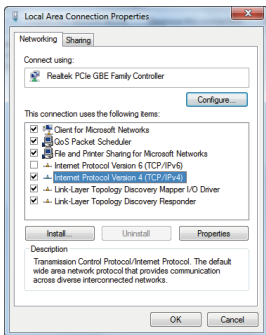 Local Area Connection Properties
Networking
Sharing
Connect using:
Realtek PCIe GBE Family Controller
Configure...
This connection uses the following items:
Client for Microsoft Networks
QoS Packet Scheduler
File and Printer Sharing for Microsoft Networks
Internet Protocol Version 6 (TCP/IPv6)
Internet Protocol Version 4 (TCP/IPv4)
Link-Layer Topology Discovery Mapper I/O Driver
Link-Layer Topology Discovery Responder
Install...
Uninstall
Properties
Description
Transmission Control Protocol/Internet Protocol. The default
wide area network protocol that provides communication
across diverse interconnected networks.
OK
Cancel